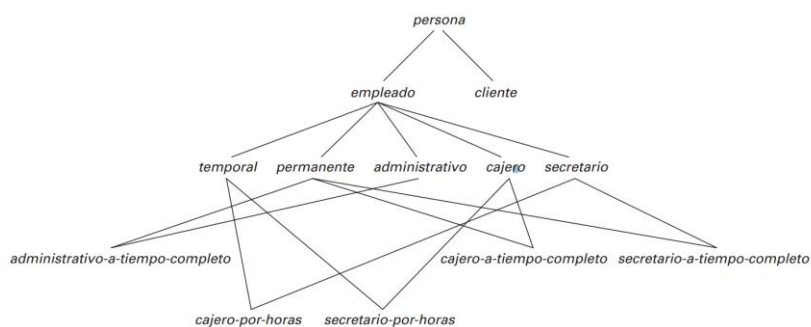 persona
empleado cliente
temporal permanente administrativo cajero secretario
administrativo-a-tiempo-completo cajero-a-tiempo-completo secretario-a-tiempo-completo
cajero-por-horas secretario-por-horas